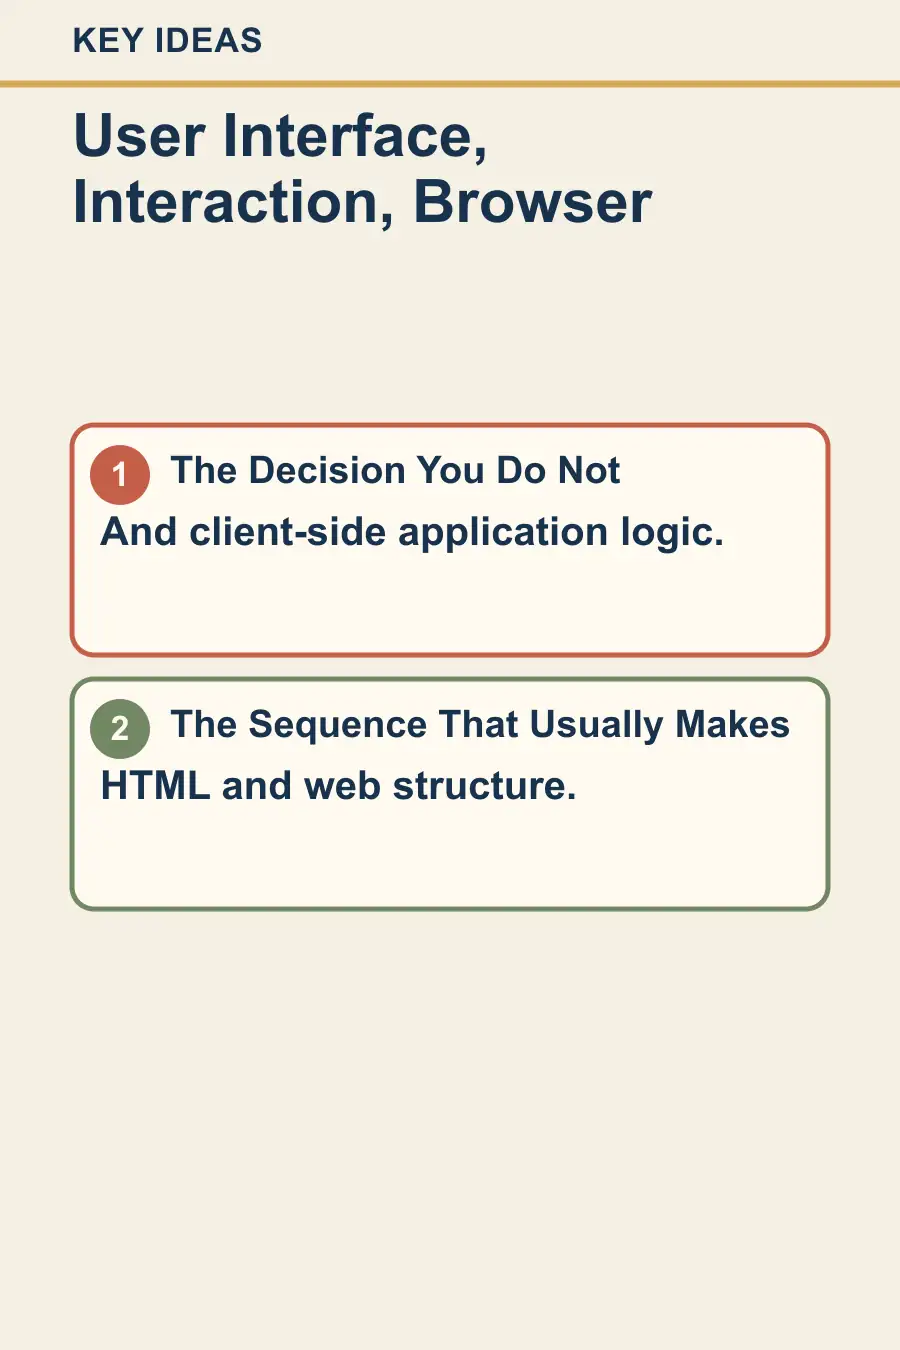 KEY IDEAS
User Interface,
Interaction, Browser
1 The Decision You Do Not
And client-side application logic.
2 The Sequence That Usually Makes
HTML and web structure.